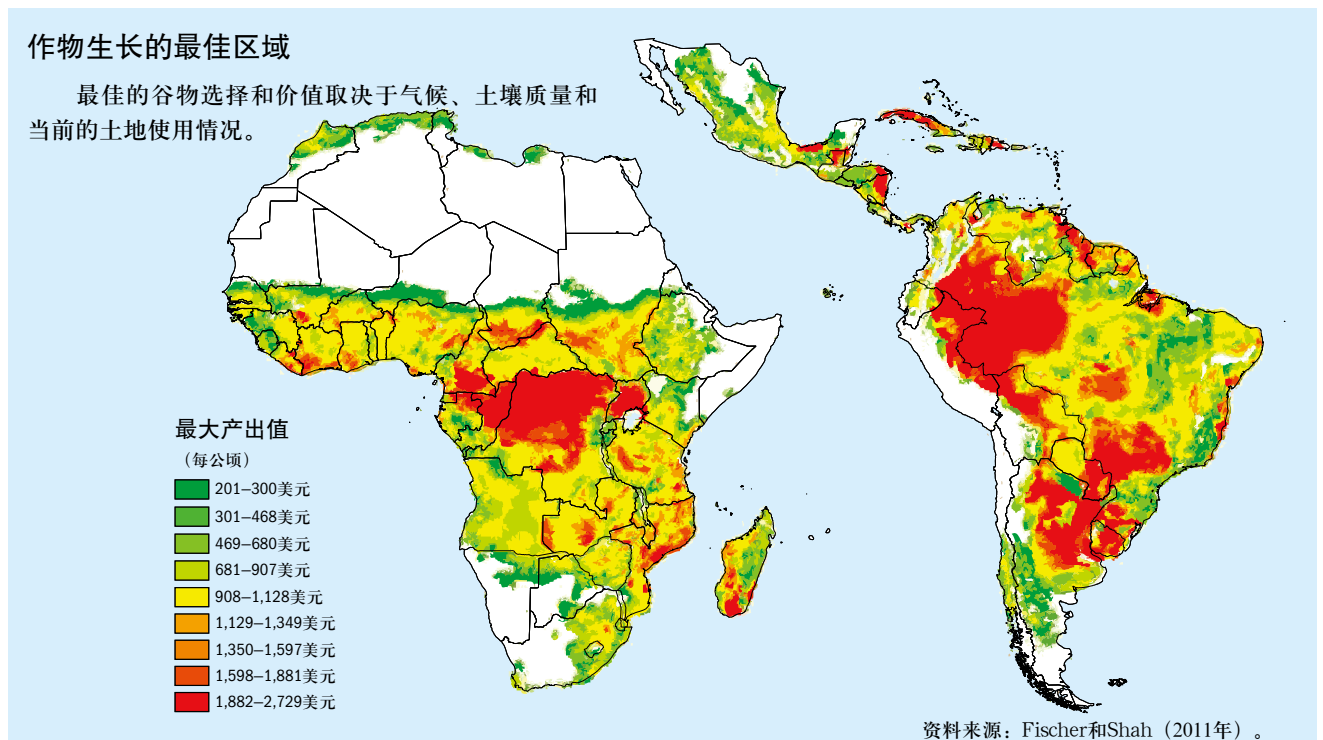 作物生长的最佳区域
最佳的谷物选择和价值取决于气候、土壤质量和
当前的土地使用情况。
最大产出值
（每公顷）
201–300美元
301–468美元
469–680美元
681–907美元
908–1,128美元
1,129–1,349美元
1,350–1,597美元
1,598–1,881美元
1,882–2,729美元
资料来源：Fischer和Shah（2011年）。